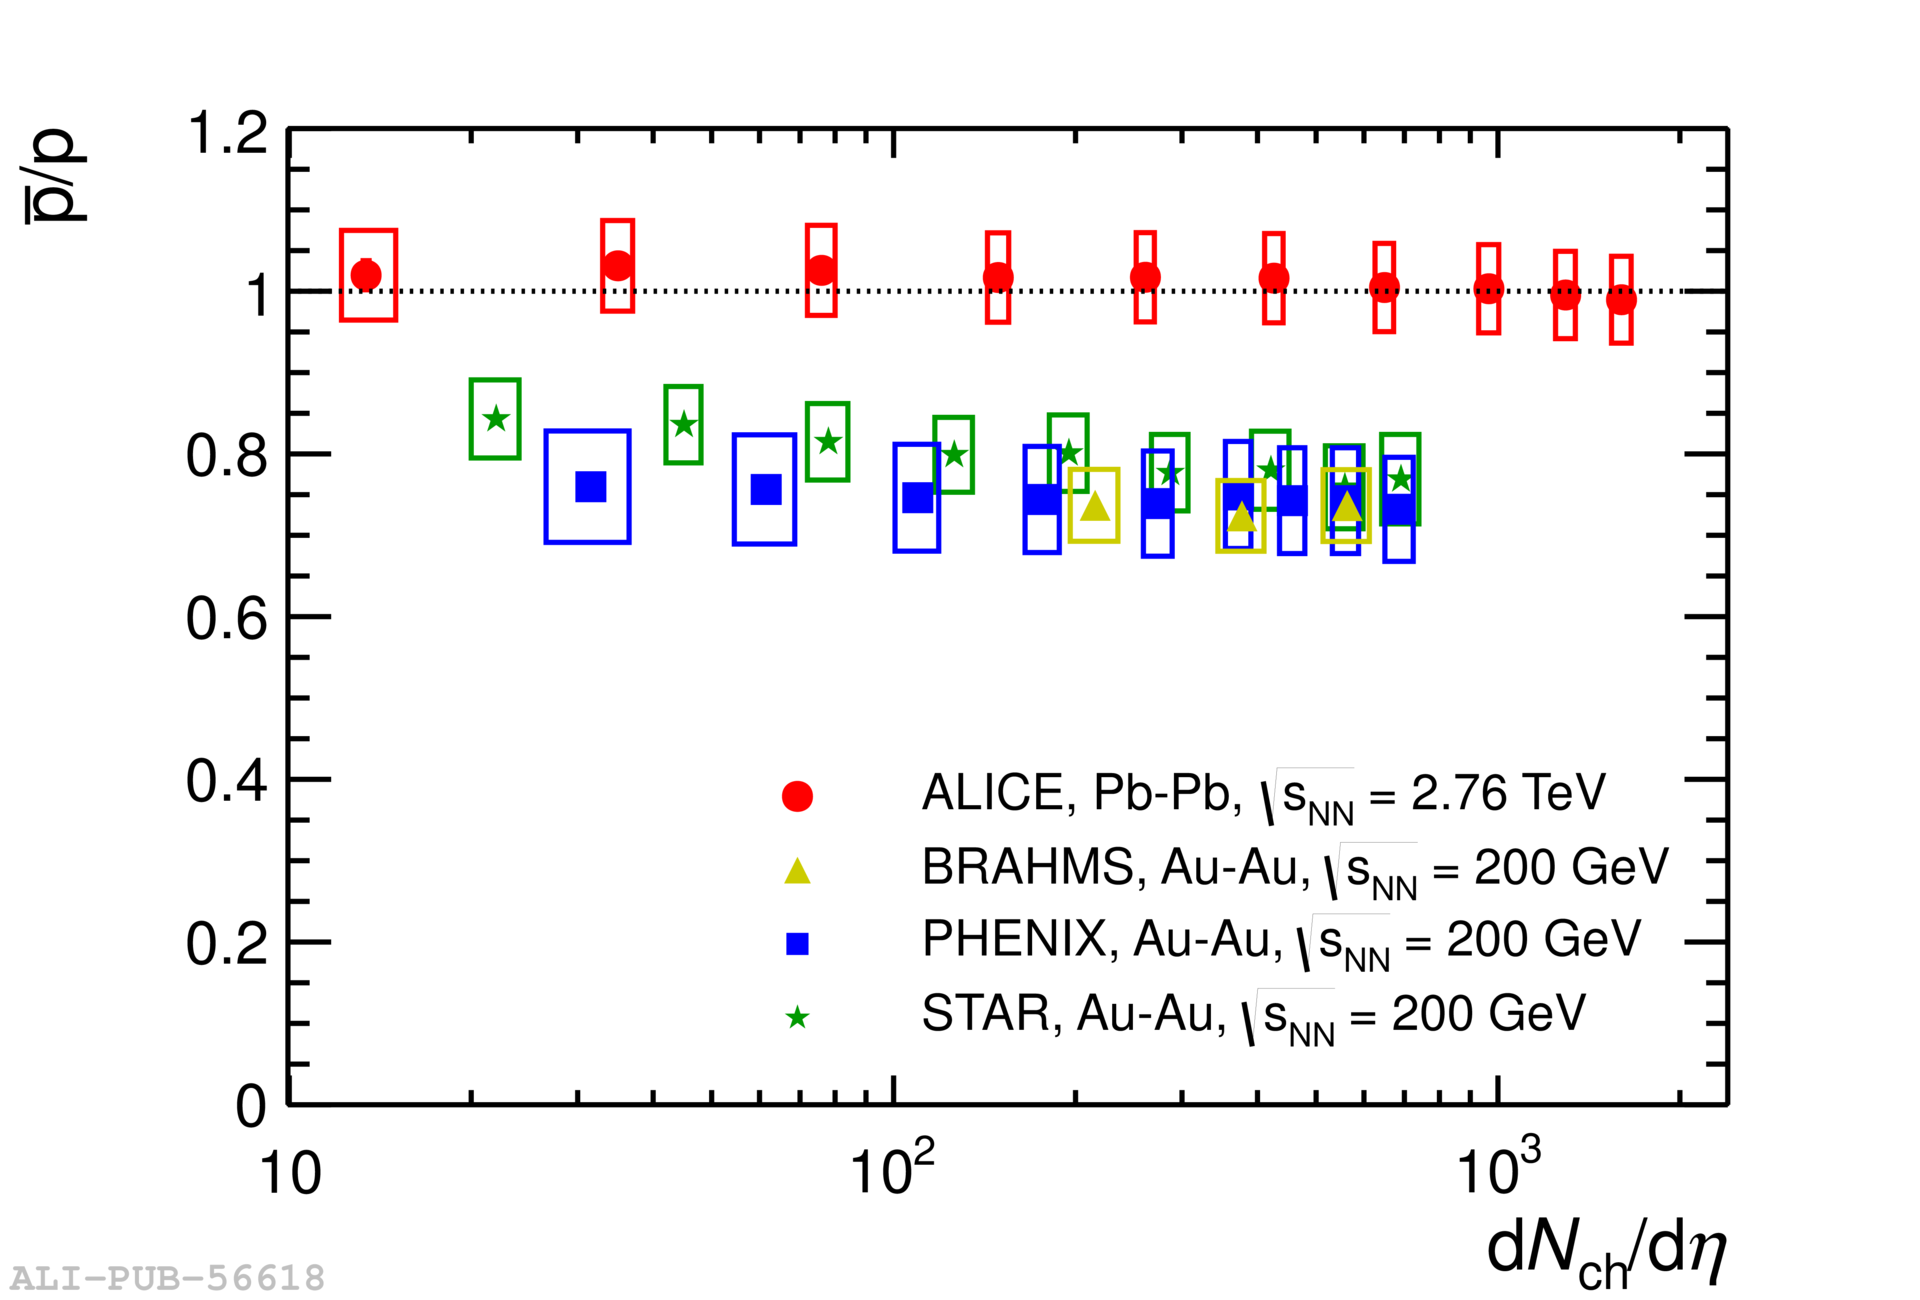 p̅/p
1.2
1
0.8
0.6
0.4
0.2
0
ALICE, Pb-Pb, √sNN = 2.76 TeV
BRAHMS, Au-Au, √sNN = 200 GeV
PHENIX, Au-Au, √sNN = 200 GeV
STAR, Au-Au, √sNN = 200 GeV
10 10² 10³
dNch/dη
ALI-PUB-56618